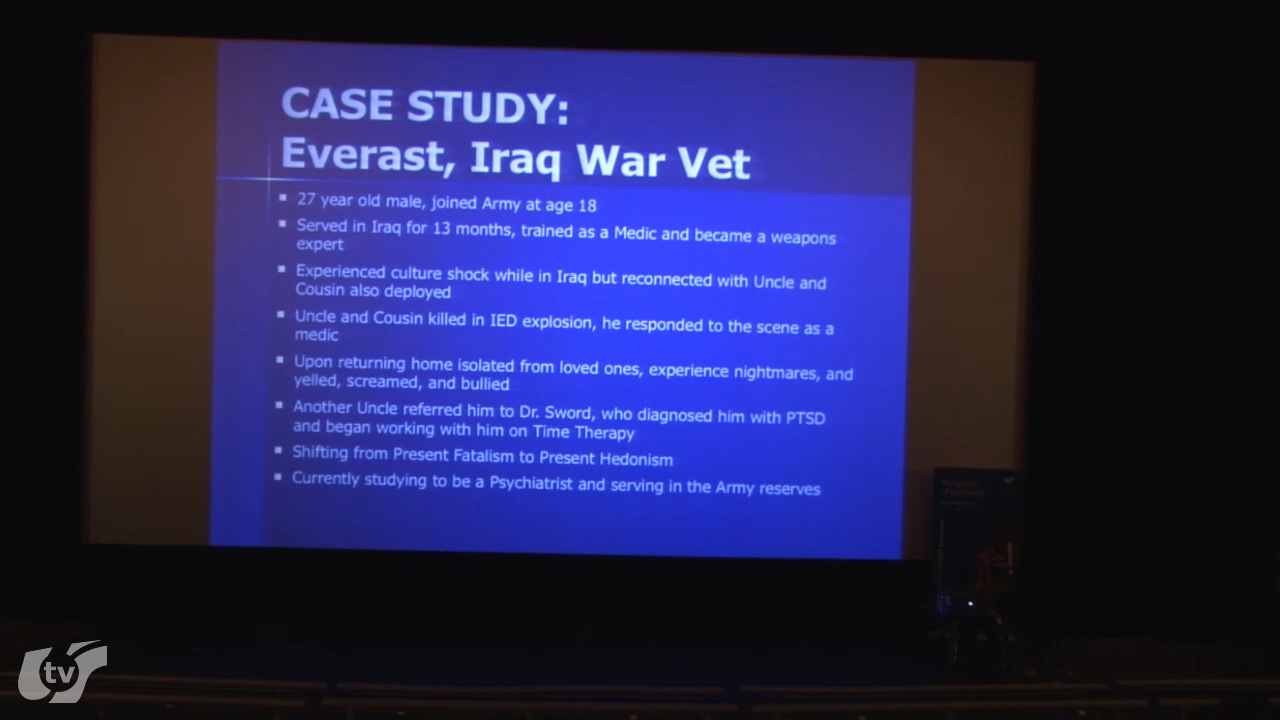 CASE STUDY:
Everast, Iraq War Vet
27 year old male, joined Army at age 18
Served in Iraq for 13 months, trained as a Medic and became a weapons
expert
Experienced culture shock while in Iraq but reconnected with Uncle and
Cousin also deployed
Uncle and Cousin killed in IED explosion, he responded to the scene as a
medic
Upon returning home isolated from loved ones, experience nightmares, and
yelled, screamed, and bullied
Another Uncle referred him to Dr. Sword, who diagnosed him with PTSD
and began working with him on Time Therapy
Shifting from Present Fatalism to Present Hedonism
Currently studying to be a Psychiatrist and serving in the Army reserves
tv